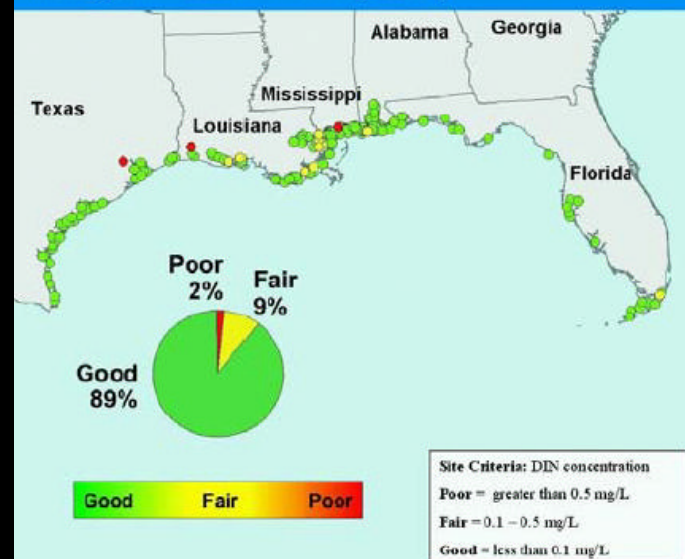 Alabama
Georgia
Mississippi
Texas
Louisiana
Florida
Poor
2%
Fair
9%
Good
89%
Good Fair Poor
Site Criteria: DIN concentration
Poor = greater than 0.5 mg/L
Fair = 0.1 – 0.5 mg/L
Good = less than 0.1 mg/L